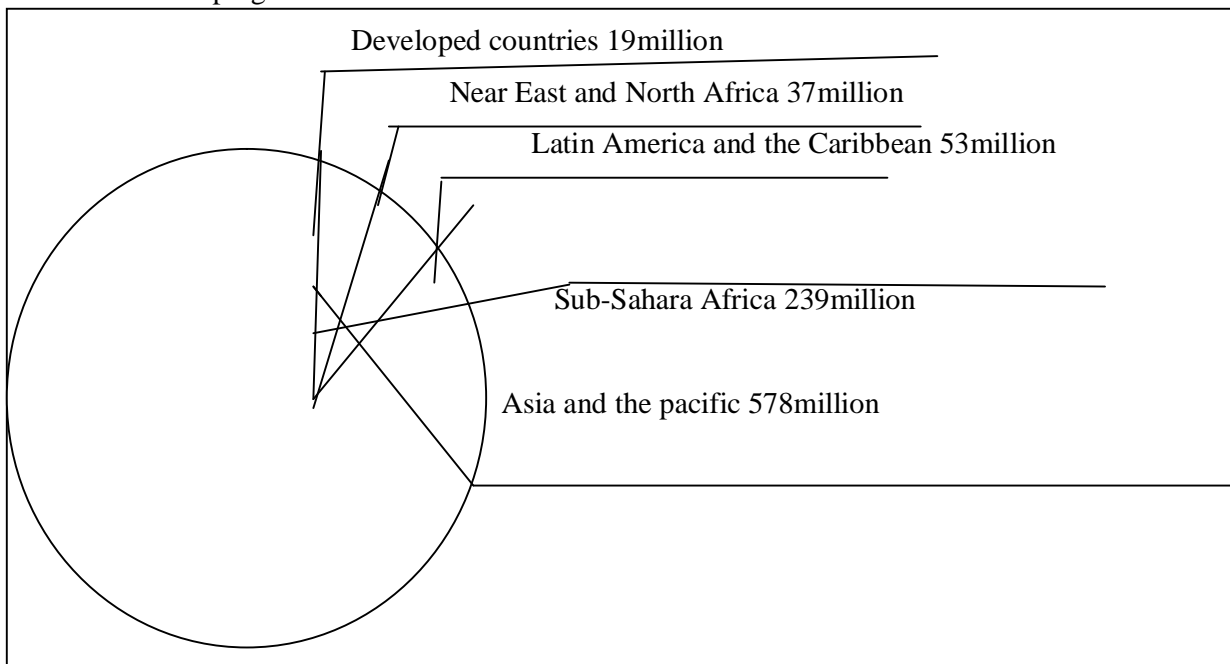 Developed countries 19million
Near East and North Africa 37million
Latin America and the Caribbean 53million
Sub-Sahara Africa 239million
Asia and the pacific 578million